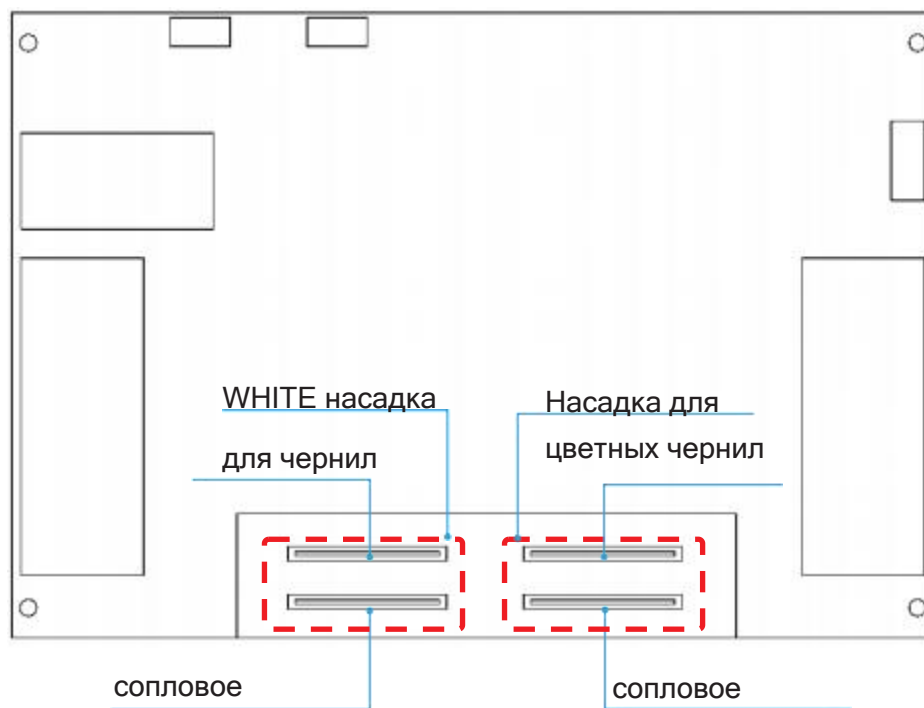 WHITE насадка
для чернил
Насадка для
цветных чернил
сопловое
сопловое